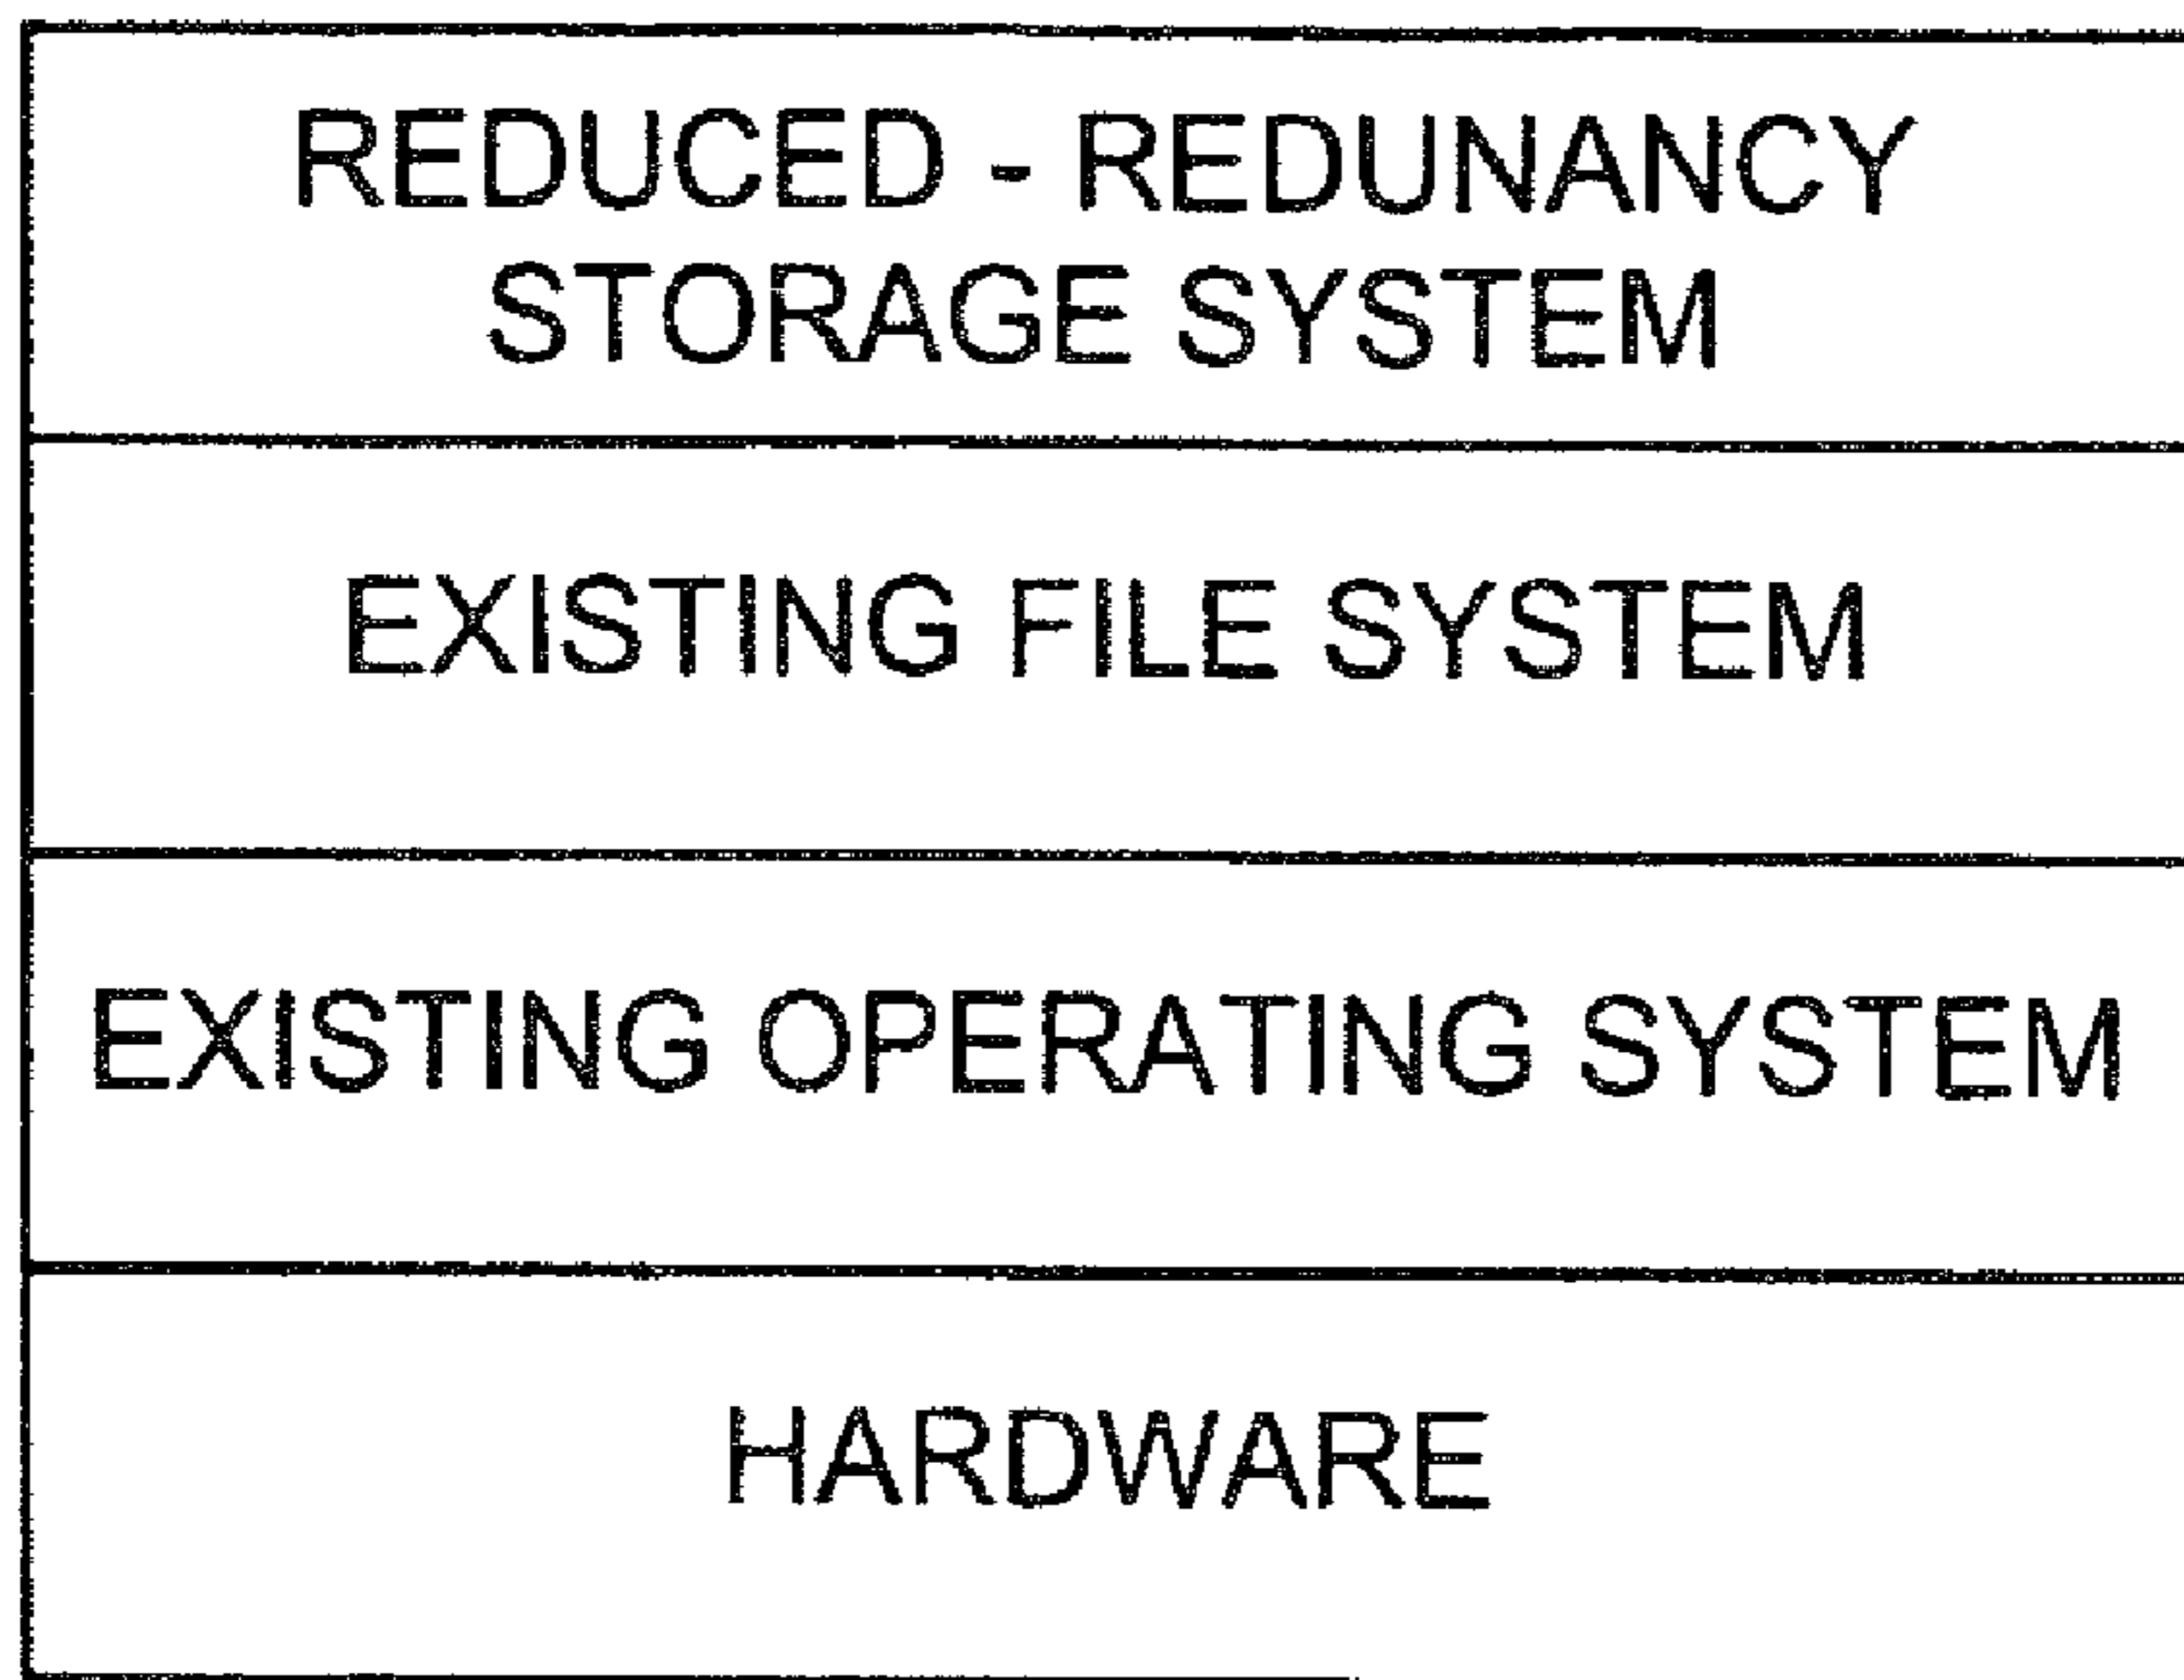 REDUCED - REDUNANCY
STORAGE SYSTEM
EXISTING FILE SYSTEM
EXISTING OPERATING SYSTEM
HARDWARE